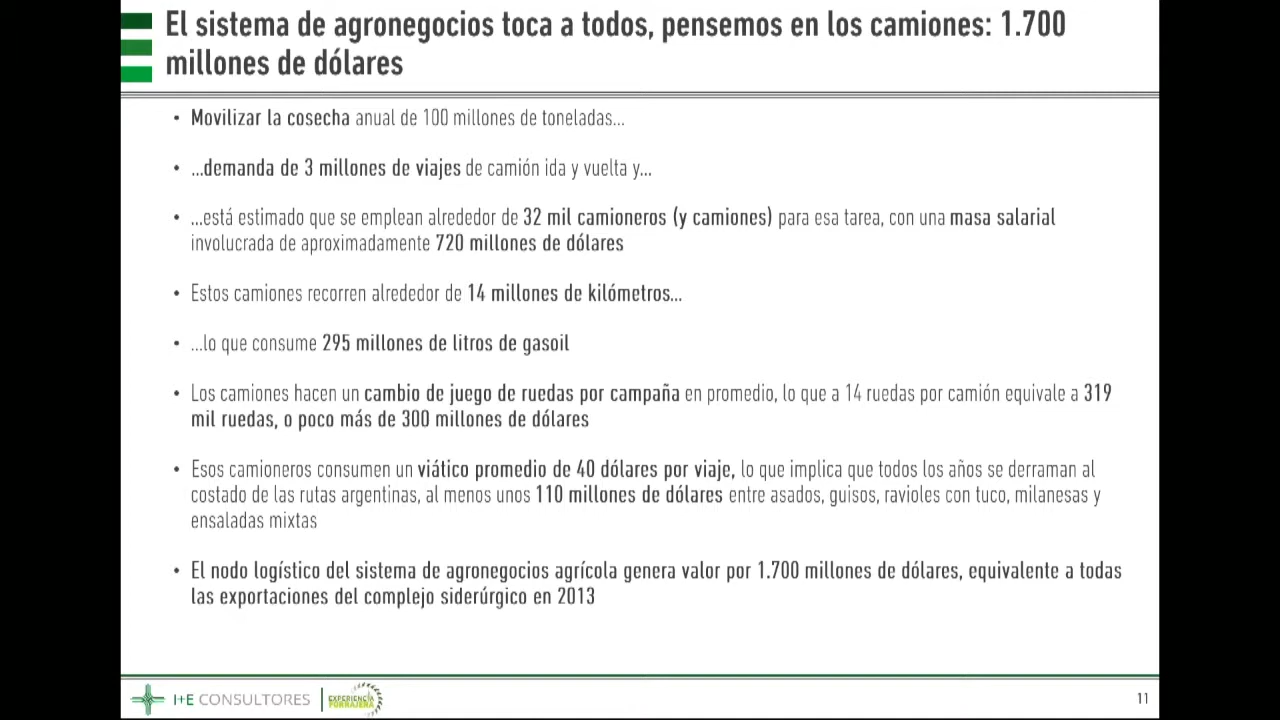 El sistema de agronegocios toca a todos, pensemos en los camiones: 1.700
millones de dólares
• Movilizar la cosecha anual de 100 millones de toneladas...
• ...demanda de 3 millones de viajes de camión ida y vuelta y...
• ...está estimado que se emplean alrededor de 32 mil camioneros (y camiones) para esa tarea, con una masa salarial
involucrada de aproximadamente 720 millones de dólares
• Estos camiones recorren alrededor de 14 millones de kilómetros...
• ...lo que consume 295 millones de litros de gasoil
• Los camiones hacen un cambio de juego de ruedas por campaña en promedio, lo que a 14 ruedas por camión equivale a 319
mil ruedas, o poco más de 300 millones de dólares
• Esos camioneros consumen un viático promedio de 40 dólares por viaje, lo que implica que todos los años se derraman al
costado de las rutas argentinas, al menos unos 110 millones de dólares entre asados, guisos, ravioles con tuco, milanesas y
ensaladas mixtas
• El nodo logístico del sistema de agronegocios agrícola genera valor por 1.700 millones de dólares, equivalente a todas
las exportaciones del complejo siderúrgico en 2013
I+E CONSULTORES
EXPERIENCIA
FORRAJERA
11